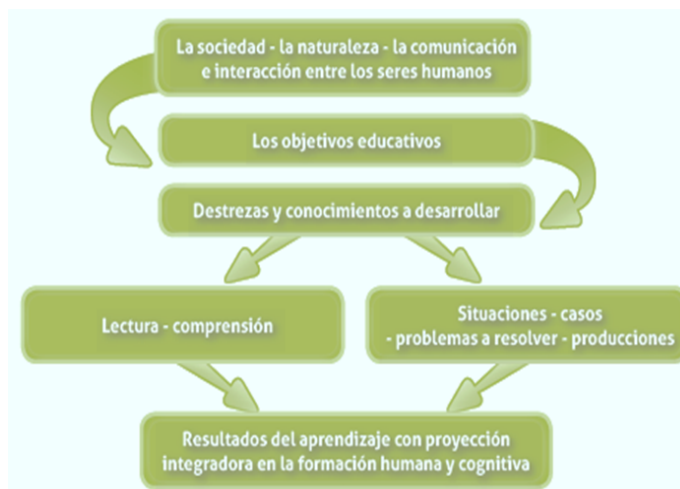 La sociedad - la naturaleza - la comunicación
e interacción entre los seres humanos
Los objetivos educativos
Destrezas y conocimientos a desarrollar
Lectura - comprensión
Situaciones - casos
- problemas a resolver - producciones
Resultados del aprendizaje con proyección
integradora en la formación humana y cognitiva